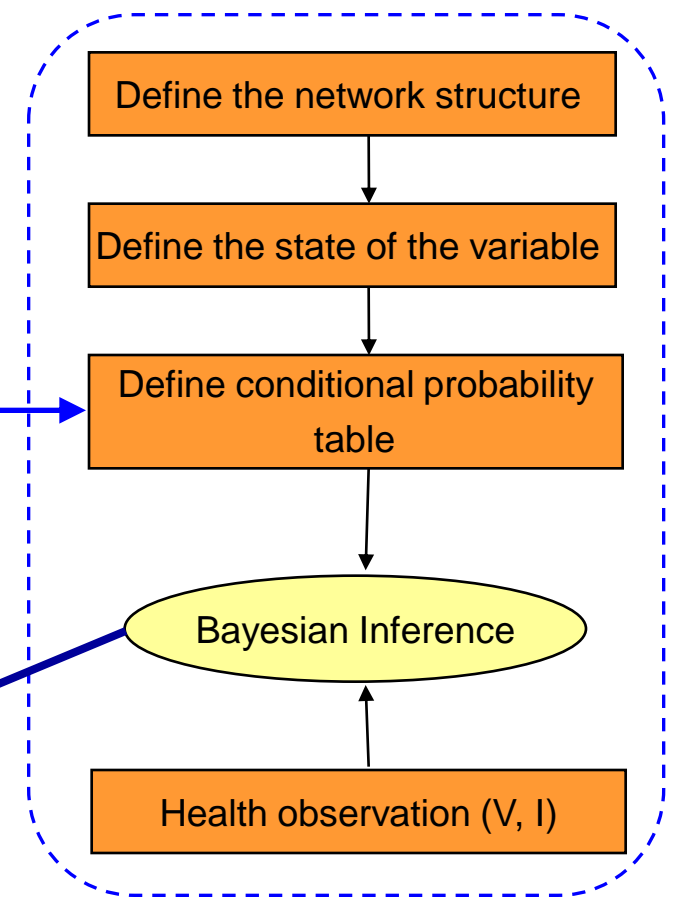 Define the network structure
Define the state of the variable
Define conditional probability
table
Bayesian Inference
Health observation (V, I)